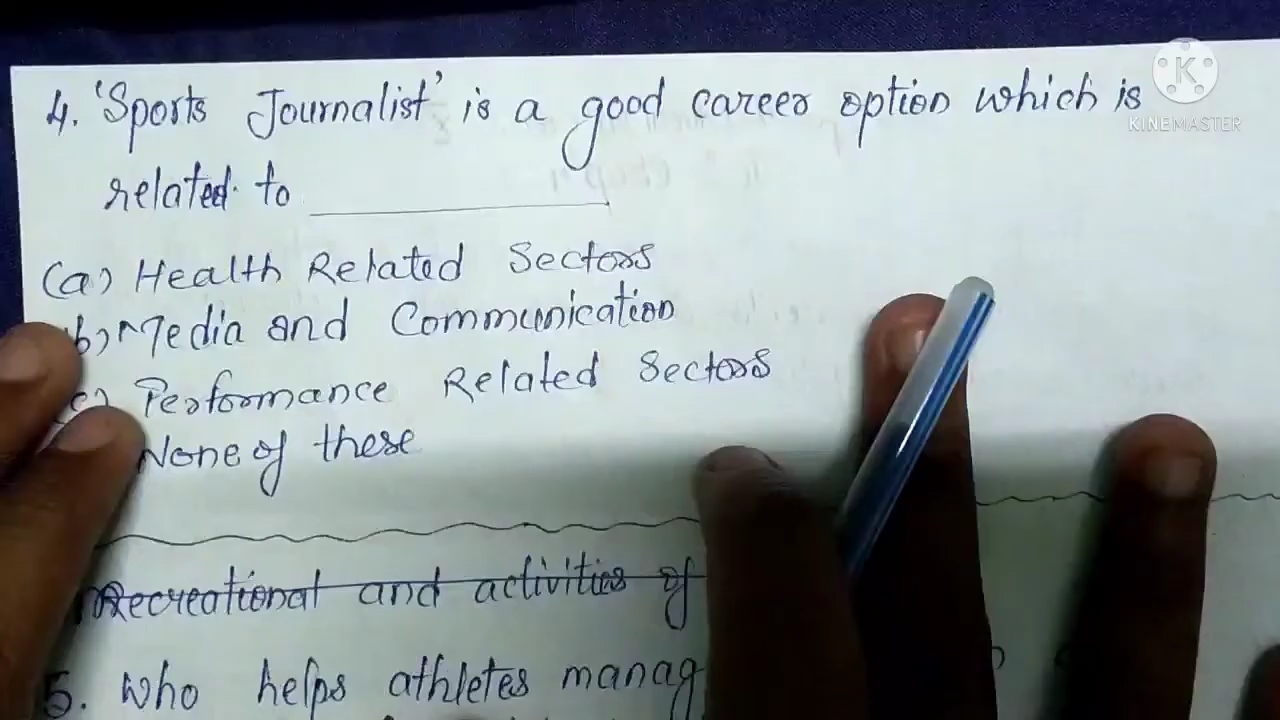 4. 'Sports Journalist' is a good career option which is
related to
(a) Health Related Sectors
b) Media and Communication
(c) Performance Related Sectors
None of these
Recreational and activities of
5. Who helps athletes manag
K
KINEMASTER